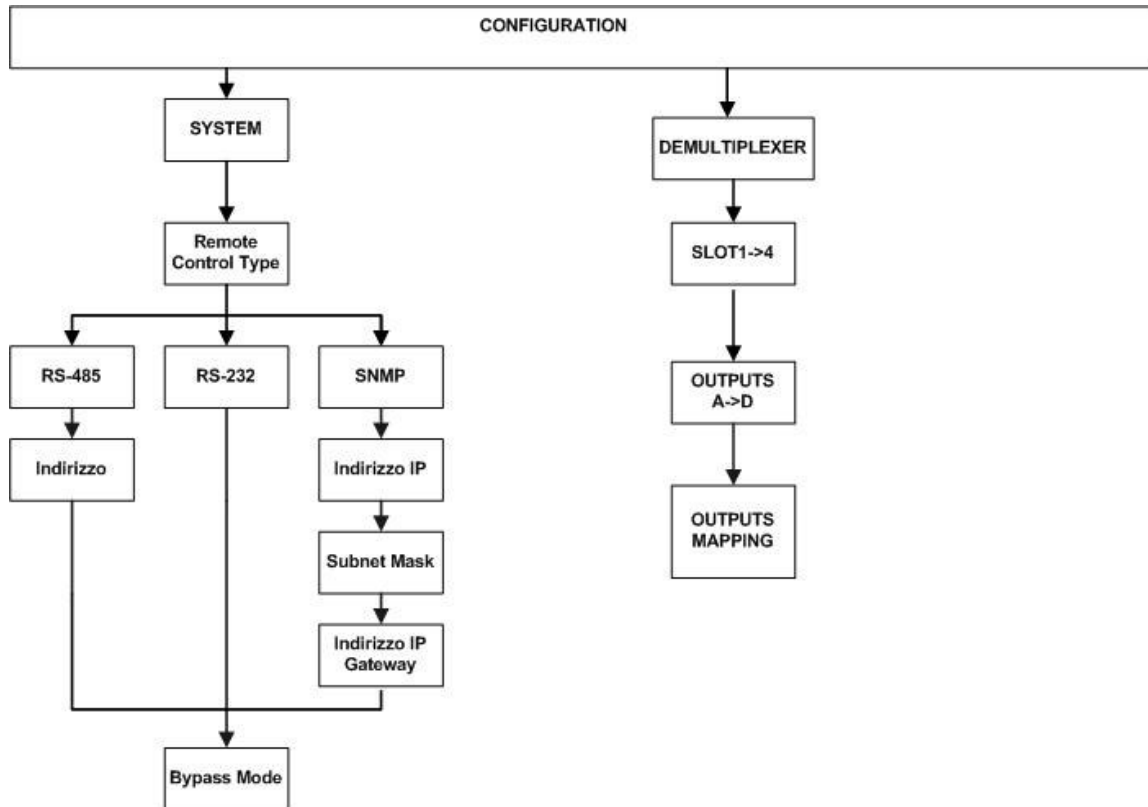 CONFIGURATION
SYSTEM
DEMULTIPLEXER
Remote
Control Type
SLOT1->4
RS-485
RS-232
SNMP
OUTPUTS
A->D
Indirizzo
Indirizzo IP
OUTPUTS
MAPPING
Subnet Mask
Indirizzo IP
Gateway
Bypass Mode